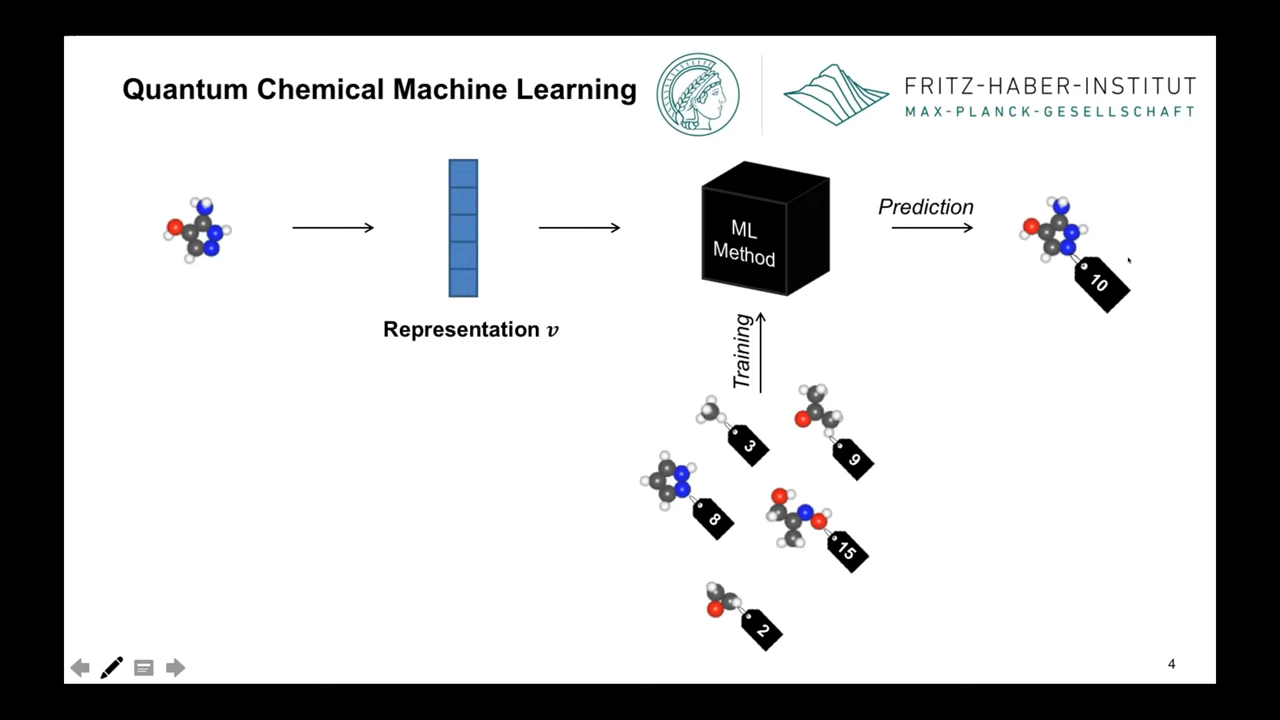 Quantum Chemical Machine Learning
FRITZ-HABER-INSTITUT
MAX-PLANCK-GESELLSCHAFT
ML
Method
Prediction
10
Representation v
Training
3
9
8
15
2
4